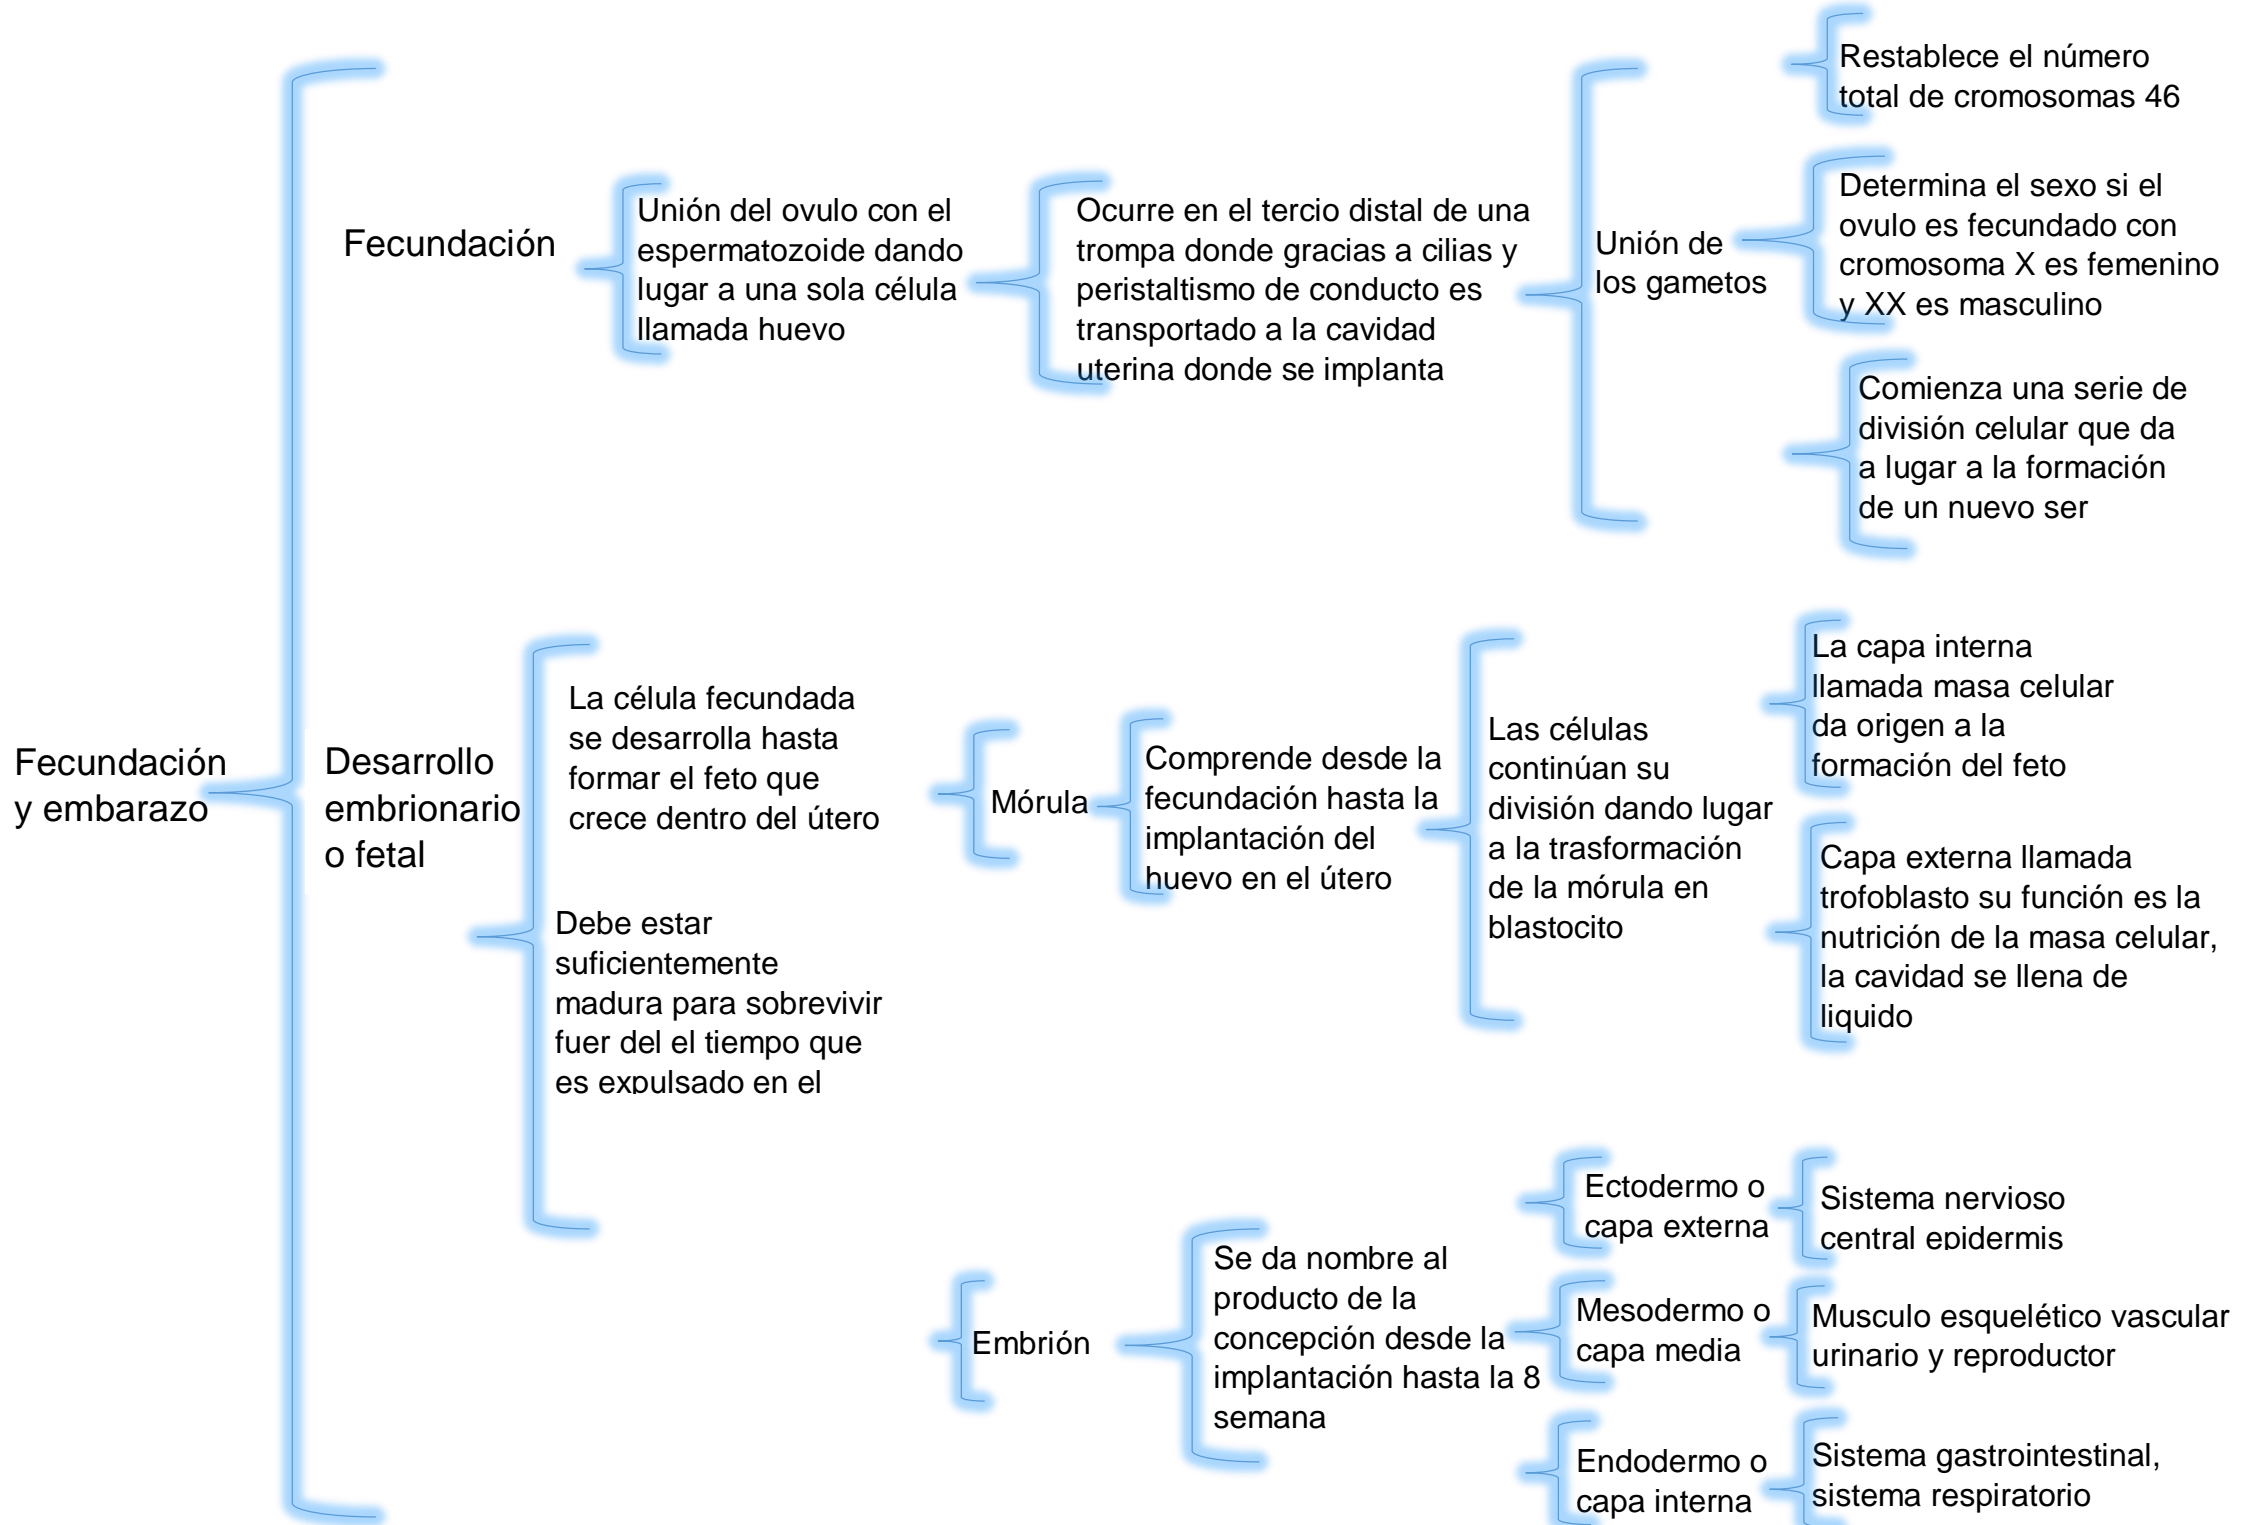 Fecundación
y embarazo
Fecundación
Unión del ovulo con el
espermatozoide dando
lugar a una sola célula
llamada huevo
Ocurre en el tercio distal de una
trompa donde gracias a cilias y
peristaltismo de conducto es
transportado a la cavidad
uterina donde se implanta
Unión de
los gametos
Restablece el número
total de cromosomas 46
Determina el sexo si el
ovulo es fecundado con
cromosoma X es femenino
y XX es masculino
Comienza una serie de
división celular que da
a lugar a la formación
de un nuevo ser
Desarrollo
embrionario
o fetal
La célula fecundada
se desarrolla hasta
formar el feto que
crece dentro del útero
Debe estar
suficientemente
madura para sobrevivir
fuer del el tiempo que
es expulsado en el
Mórula
Comprende desde la
fecundación hasta la
implantación del
huevo en el útero
Las células
continúan su
división dando lugar
a la trasformación
de la mórula en
blastocito
La capa interna
llamada masa celular
da origen a la
formación del feto
Capa externa llamada
trofoblasto su función es la
nutrición de la masa celular,
la cavidad se llena de
liquido
Embrión
Se da nombre al
producto de la
concepción desde la
implantación hasta la 8
semana
Ectodermo o
capa externa
Sistema nervioso
central epidermis
Mesodermo o
capa media
Musculo esquelético vascular
urinario y reproductor
Endodermo o
capa interna
Sistema gastrointestinal,
sistema respiratorio